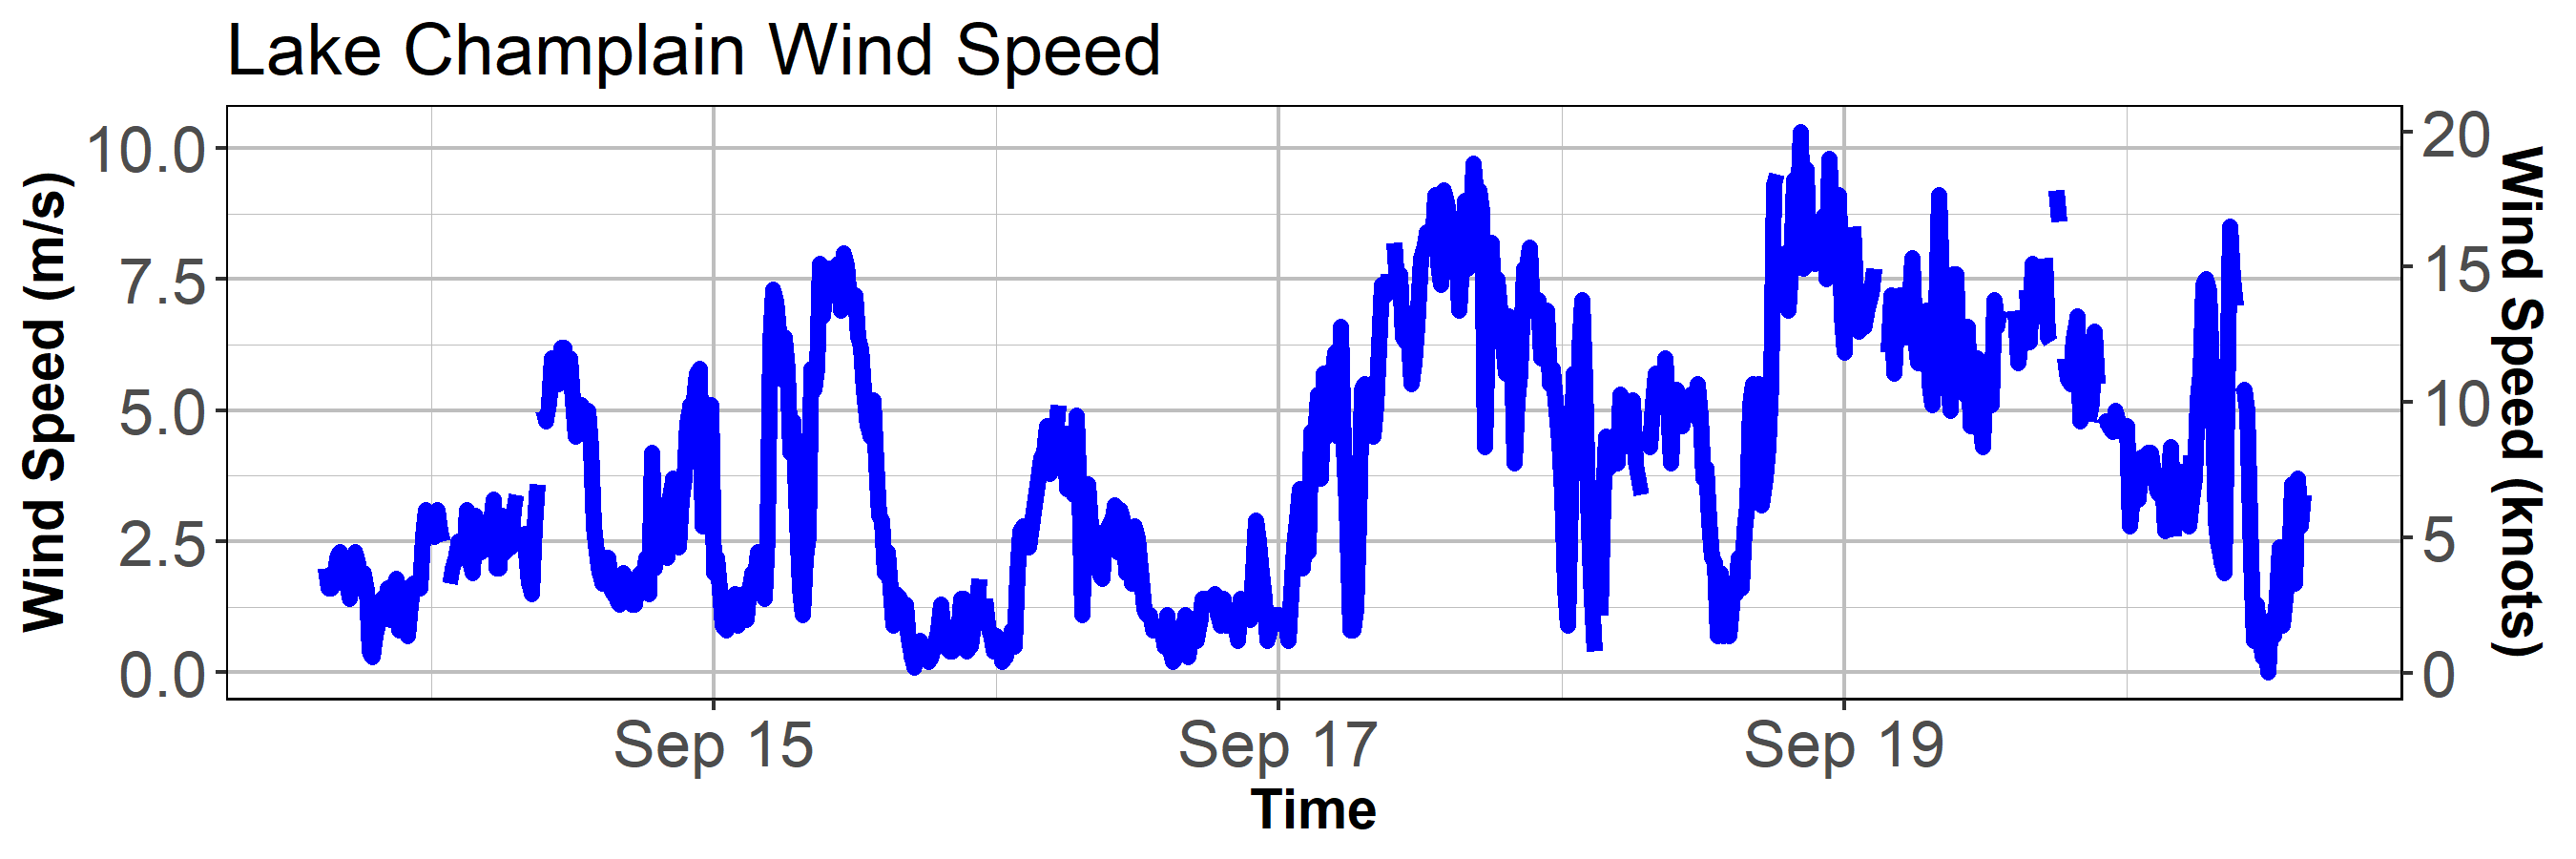 Lake Champlain Wind Speed
Wind Speed (m/s)
10.0
7.5
5.0
2.5
0.0
20
15
10
5
0
Wind Speed (knots)
Sep 15
Sep 17
Sep 19
Time